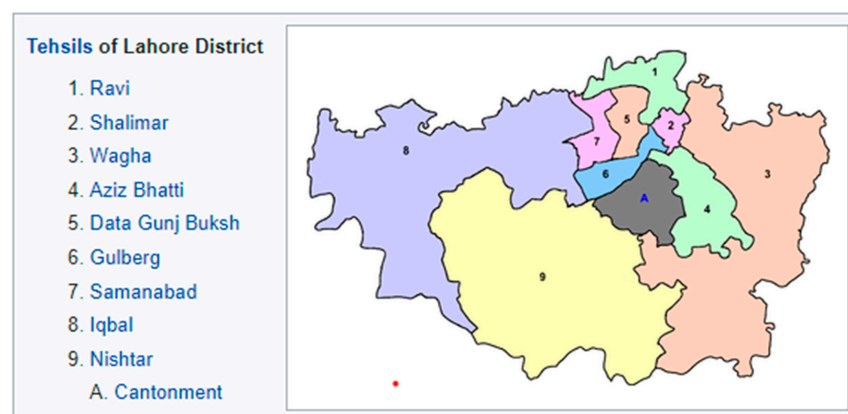 Tehsils of Lahore District
1. Ravi
2. Shalimar
3. Wagha
4. Aziz Bhatti
5. Data Gunj Buksh
6. Gulberg
7. Samanabad
8. Iqbal
9. Nishtar
A. Cantonment
1
2
5
7
8
3
6
A
4
9